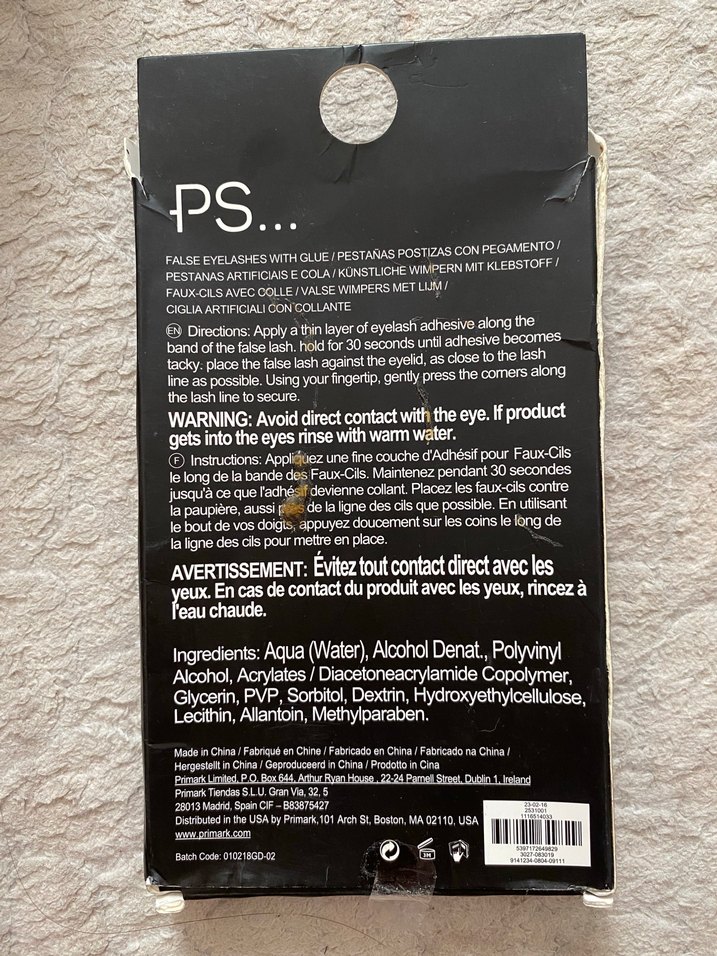 PS...
FALSE EYELASHES WITH GLUE / PESTAÑAS POSTIZAS CON PEGAMENTO /
PESTANAS ARTIFICIAIS E COLA / KÜNSTLICHE WIMPERN MIT KLEBSTOFF /
FAUX-CILS AVEC COLLE / VALSE WIMPERS MET LIJM /
CIGLIA ARTIFICIALI CON COLLANTE
EN Directions: Apply a thin layer of eyelash adhesive along the
band of the false lash. hold for 30 seconds until adhesive becomes
tacky. place the false lash against the eyelid, as close to the lash
line as possible. Using your fingertip, gently press the corners along
the lash line to secure.
WARNING: Avoid direct contact with the eye. If product
gets into the eyes rinse with warm water.
F Instructions: Appliquez une fine couche d'Adhésif pour Faux-Cils
le long de la bande des Faux-Cils. Maintenez pendant 30 secondes
jusqu'à ce que l'adhésif devienne collant. Placez les faux-cils contre
la paupière, aussi près de la ligne des cils que possible. En utilisant
le bout de vos doigts, appuyez doucement sur les coins le long de
la ligne des cils pour mettre en place.
AVERTISSEMENT: Évitez tout contact direct avec les
yeux. En cas de contact du produit avec les yeux, rincez à
l'eau chaude.
Ingredients: Aqua (Water), Alcohol Denat., Polyvinyl
Alcohol, Acrylates / Diacetoneacrylamide Copolymer,
Glycerin, PVP, Sorbitol, Dextrin, Hydroxyethylcellulose,
Lecithin, Allantoin, Methylparaben.
Made in China / Fabriqué en Chine / Fabricado en China / Fabricado na China /
Hergestellt in China / Geproduceerd in China / Prodotto in Cina
Primark Limited, P.O. Box 644, Arthur Ryan House , 22-24 Parnell Street, Dublin 1, Ireland
Primark Tiendas S.L.U. Gran Via, 32, 5
28013 Madrid, Spain CIF – B83875427
Distributed in the USA by Primark,101 Arch St, Boston, MA 02110, USA
www.primark.com
Batch Code: 010218GD-02
3M
23-02-16
2531001
1116514033
5397172649829
3027-083019
9141234-0804-09111